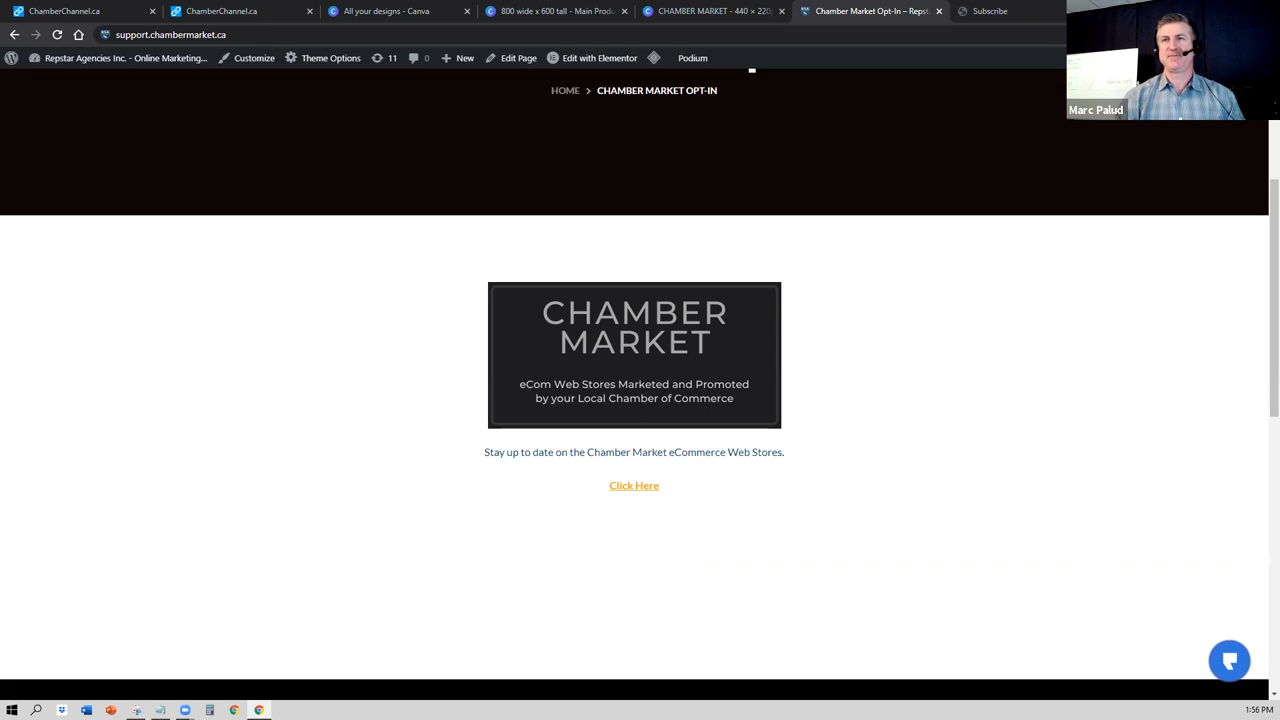 ChamberChannel.ca
ChamberChannel.ca
All your designs - Canva
800 wide x 600 tall - Main Produ
CHAMBER MARKET - 440 × 220p
Chamber Market Opt-In – Repst
Subscribe
support.chambermarket.ca
Repstar Agencies Inc. - Online Marketing...
Customize
Theme Options
11
0
New
Edit Page
Edit with Elementor
Podium
Marc Palud
HOME > CHAMBER MARKET OPT-IN
CHAMBER
MARKET
eCom Web Stores Marketed and Promoted
by your Local Chamber of Commerce
Stay up to date on the Chamber Market eCommerce Web Stores.
Click Here
1:56 PM